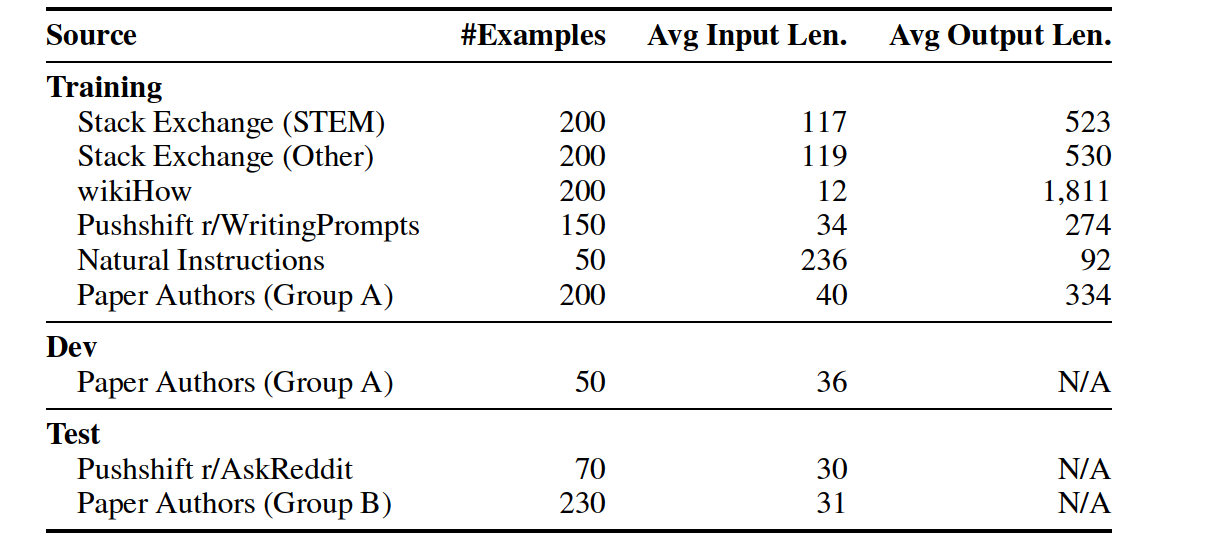 Source #Examples Avg Input Len. Avg Output Len.
Training
Stack Exchange (STEM) 200 117 523
Stack Exchange (Other) 200 119 530
wikiHow 200 12 1,811
Pushshift r/WritingPrompts 150 34 274
Natural Instructions 50 236 92
Paper Authors (Group A) 200 40 334
Dev
Paper Authors (Group A) 50 36 N/A
Test
Pushshift r/AskReddit 70 30 N/A
Paper Authors (Group B) 230 31 N/A